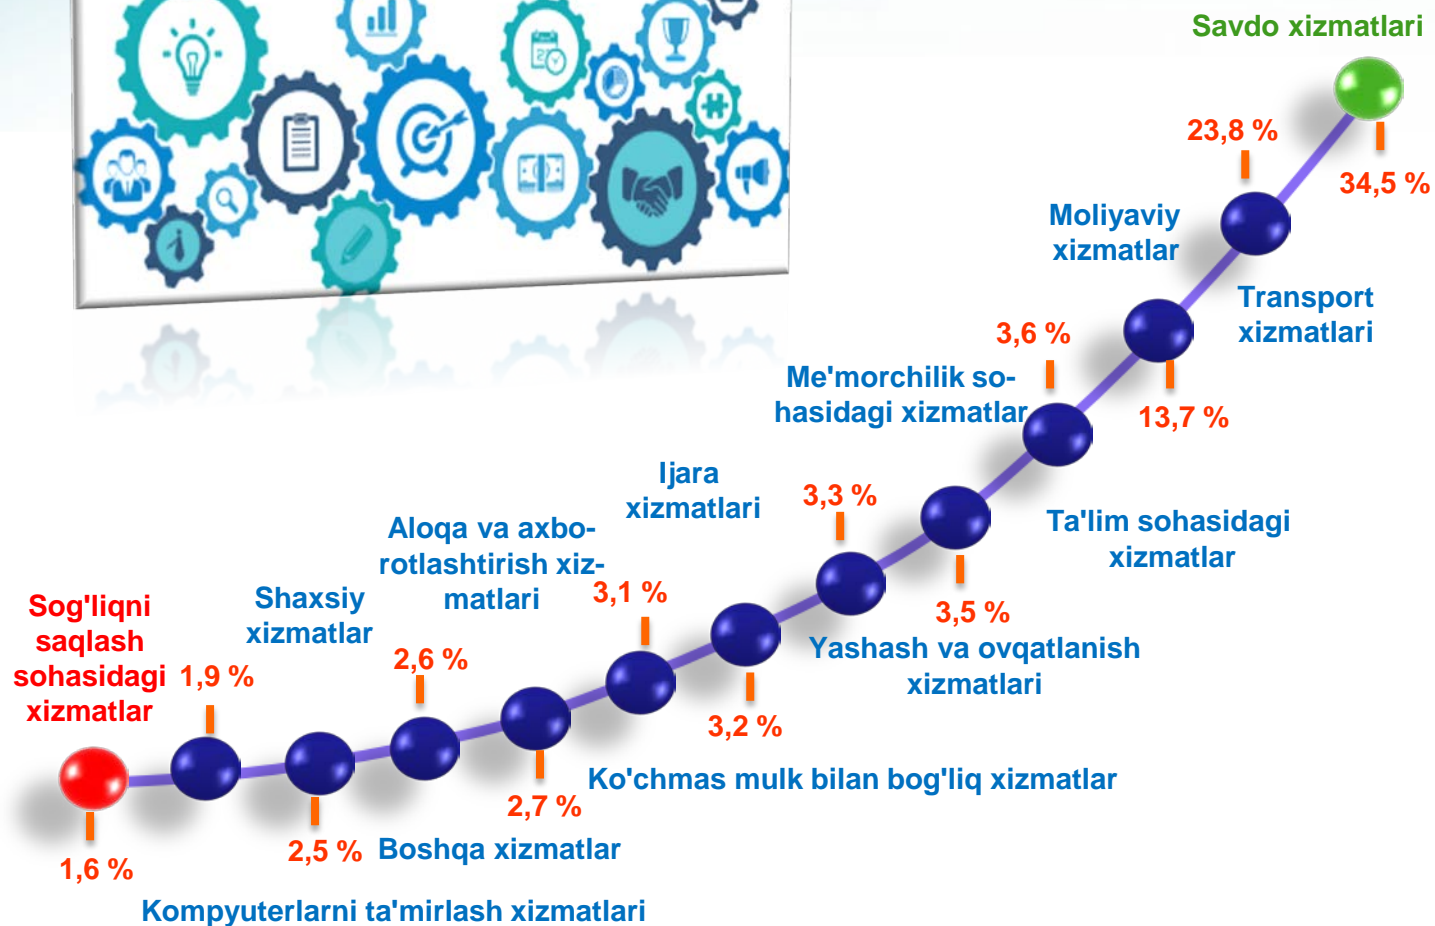 Savdo xizmatlari
23,8 %
34,5 %
Moliyaviy
xizmatlar
Transport
xizmatlari
3,6 %
Me'morchilik so-
hasidagi xizmatlar
13,7 %
Ijara
xizmatlari
3,3 %
Ta'lim sohasidagi
xizmatlar
Aloqa va axbo-
rotlashtirish xiz-
matlari
3,1 %
3,5 %
Shaxsiy
xizmatlar
Sog'liqni
saqlash
sohasidagi
xizmatlar
1,9 %
2,6 %
Yashash va ovqatlanish
xizmatlari
3,2 %
Ko'chmas mulk bilan bog'liq xizmatlar
2,7 %
2,5 %
Boshqa xizmatlar
1,6 %
Kompyuterlarni ta'mirlash xizmatlari